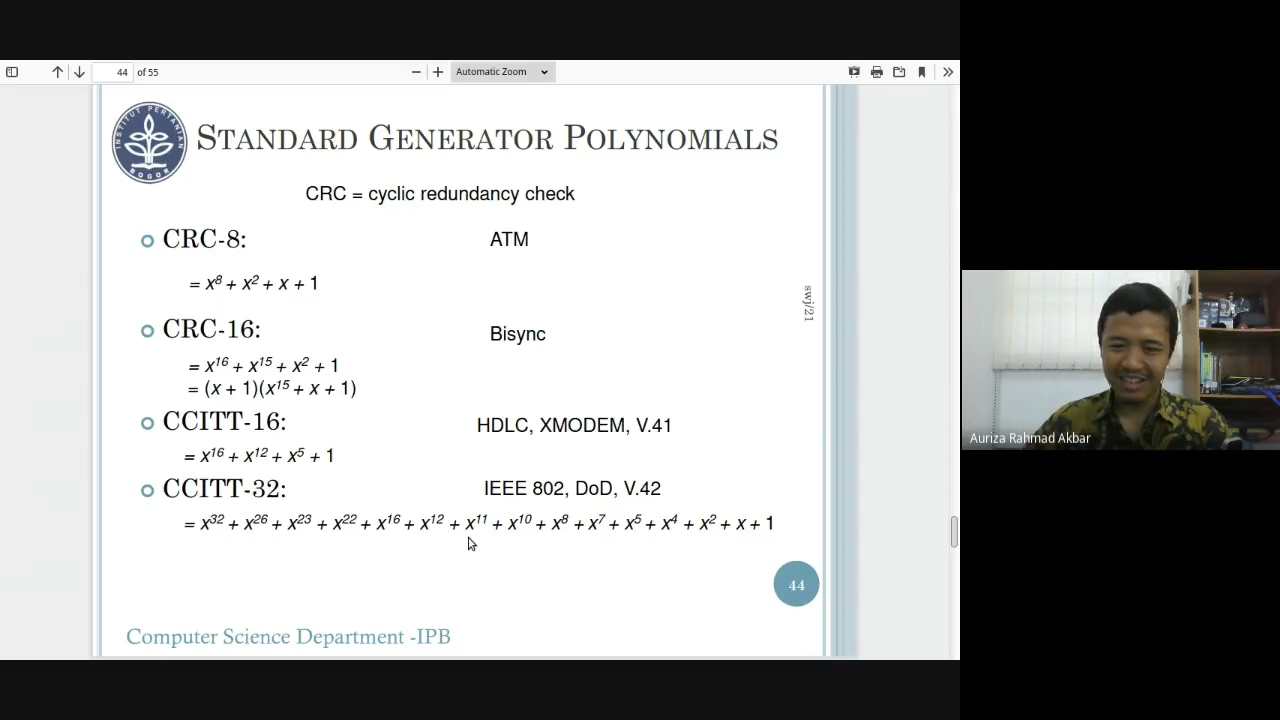 44 of 55
Automatic Zoom
INSTITUT PERTANIAN
BOGOR
STANDARD GENERATOR POLYNOMIALS
CRC = cyclic redundancy check
CRC-8: ATM
= x⁸ + x² + x + 1
swj/21
CRC-16: Bisync
= x¹⁶ + x¹⁵ + x² + 1
= (x + 1)(x¹⁵ + x + 1)
CCITT-16: HDLC, XMODEM, V.41
= x¹⁶ + x¹² + x⁵ + 1
CCITT-32: IEEE 802, DoD, V.42
= x³² + x²⁶ + x²³ + x²² + x¹⁶ + x¹² + x¹¹ + x¹⁰ + x⁸ + x⁷ + x⁵ + x⁴ + x² + x + 1
44
Computer Science Department -IPB
Auriza Rahmad Akbar